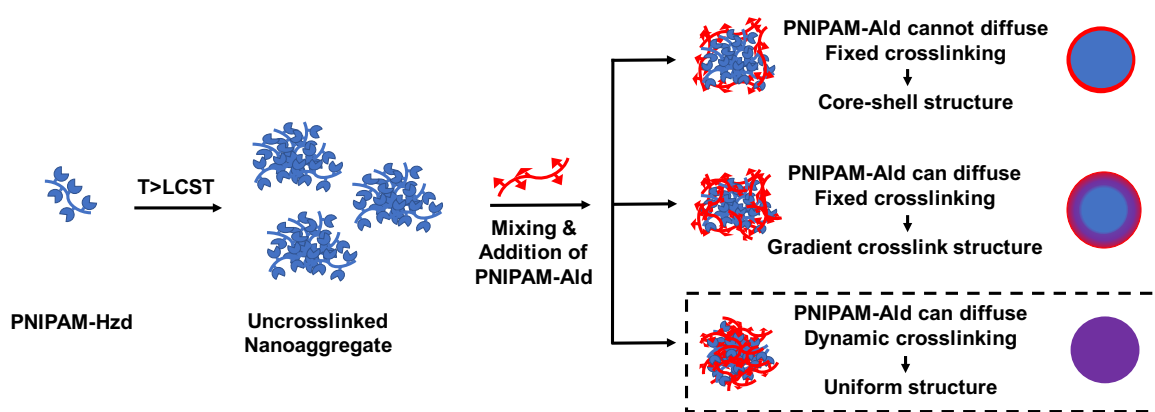 PNIPAM-Hzd
T>LCST
Uncrosslinked
Nanoaggregate
Mixing &
Addition of
PNIPAM-Ald
PNIPAM-Ald cannot diffuse
Fixed crosslinking
Core-shell structure
PNIPAM-Ald can diffuse
Fixed crosslinking
Gradient crosslink structure
PNIPAM-Ald can diffuse
Dynamic crosslinking
Uniform structure